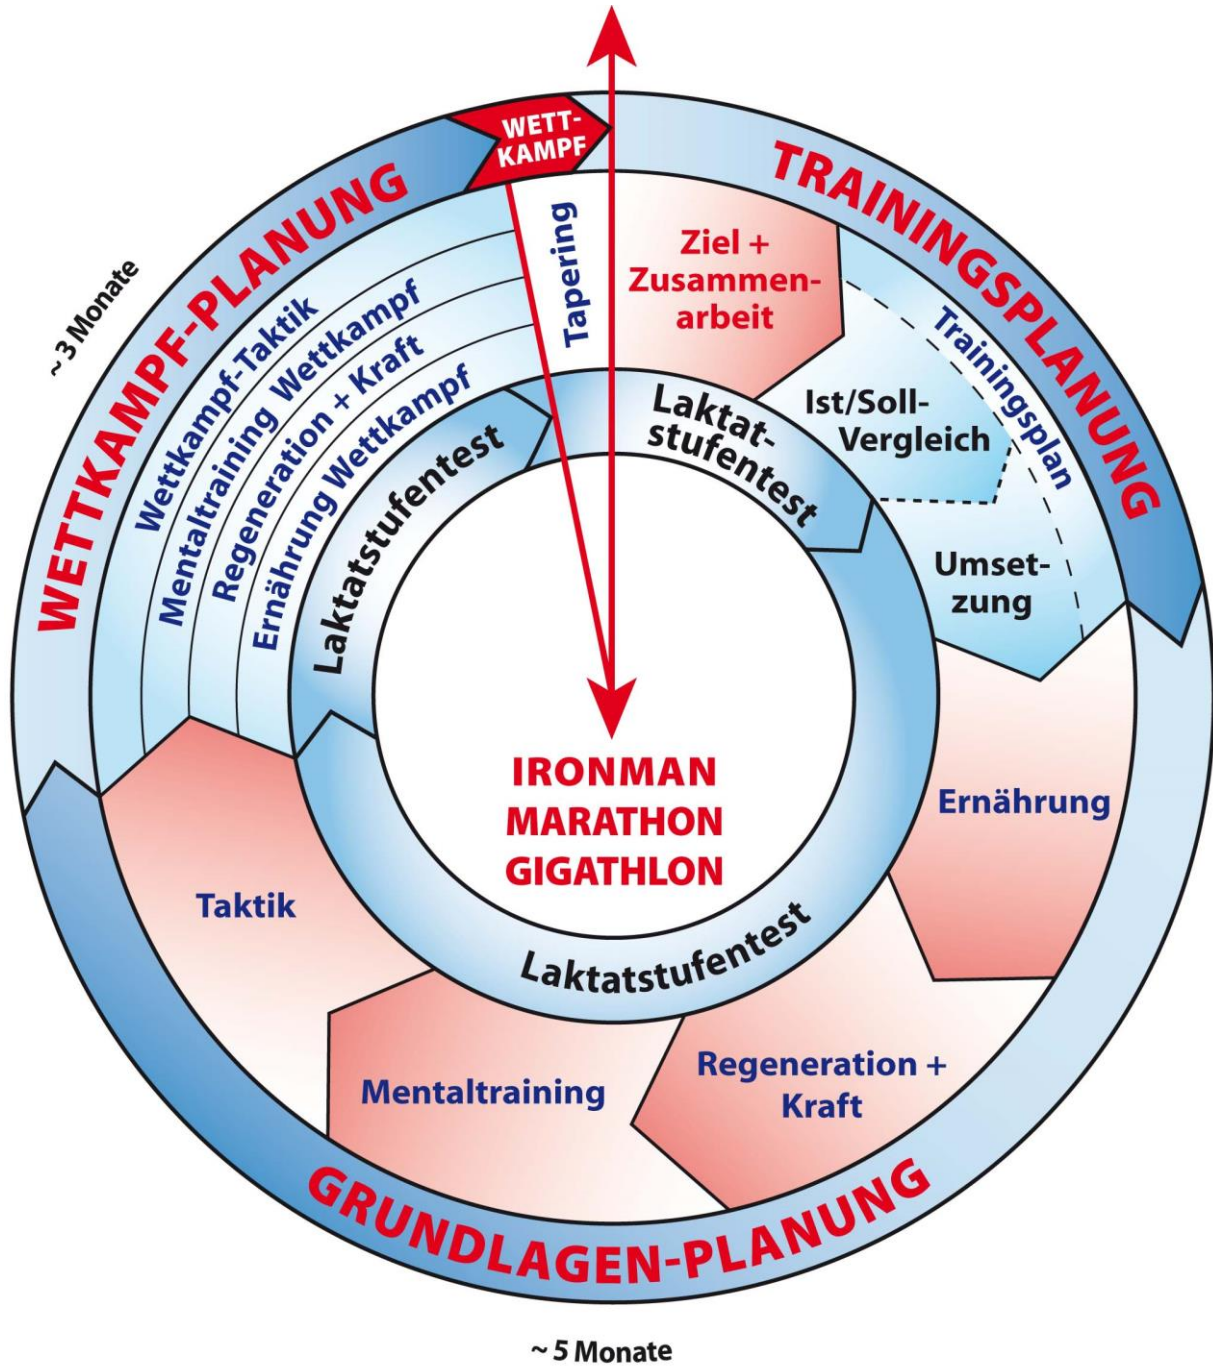 WETT-
KAMPF
TRAININGSPLANUNG
WETTKAMPF-PLANUNG
~ 3 Monate
Tapering
Ziel +
Zusammen-
arbeit
Trainingsplan
Ist/Soll-
Vergleich
Umset-
zung
Laktat-
stufentest
Wettkampf-Taktik
Mentaltraining Wettkampf
Regeneration + Kraft
Ernährung Wettkampf
Laktatstufentest
IRONMAN
MARATHON
GIGATHLON
Ernährung
Taktik
Laktatstufentest
Regeneration +
Kraft
Mentaltraining
GRUNDLAGEN-PLANUNG
~ 5 Monate